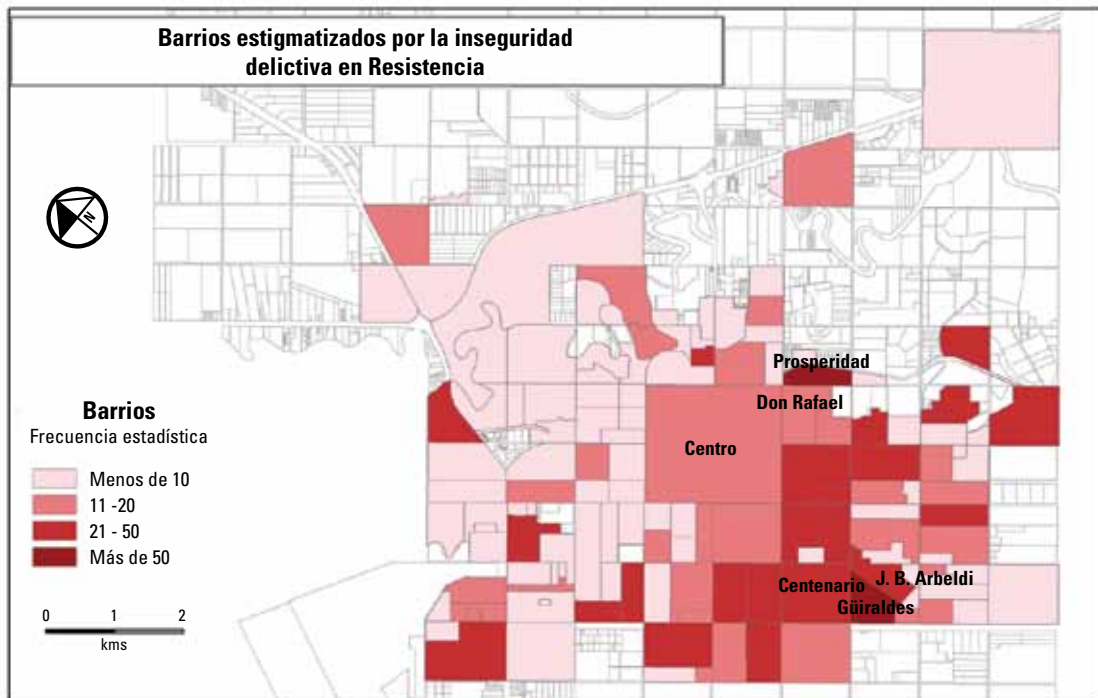 Barrios estigmatizados por la inseguridad
delictiva en Resistencia
N
Prosperidad
Don Rafael
Centro
Centenario
J. B. Arbeldi
Güiraldes
Barrios
Frecuencia estadística
Menos de 10
11 -20
21 - 50
Más de 50
0 1 2
kms